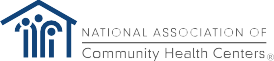 NATIONAL ASSOCIATION OF
Community Health Centers®